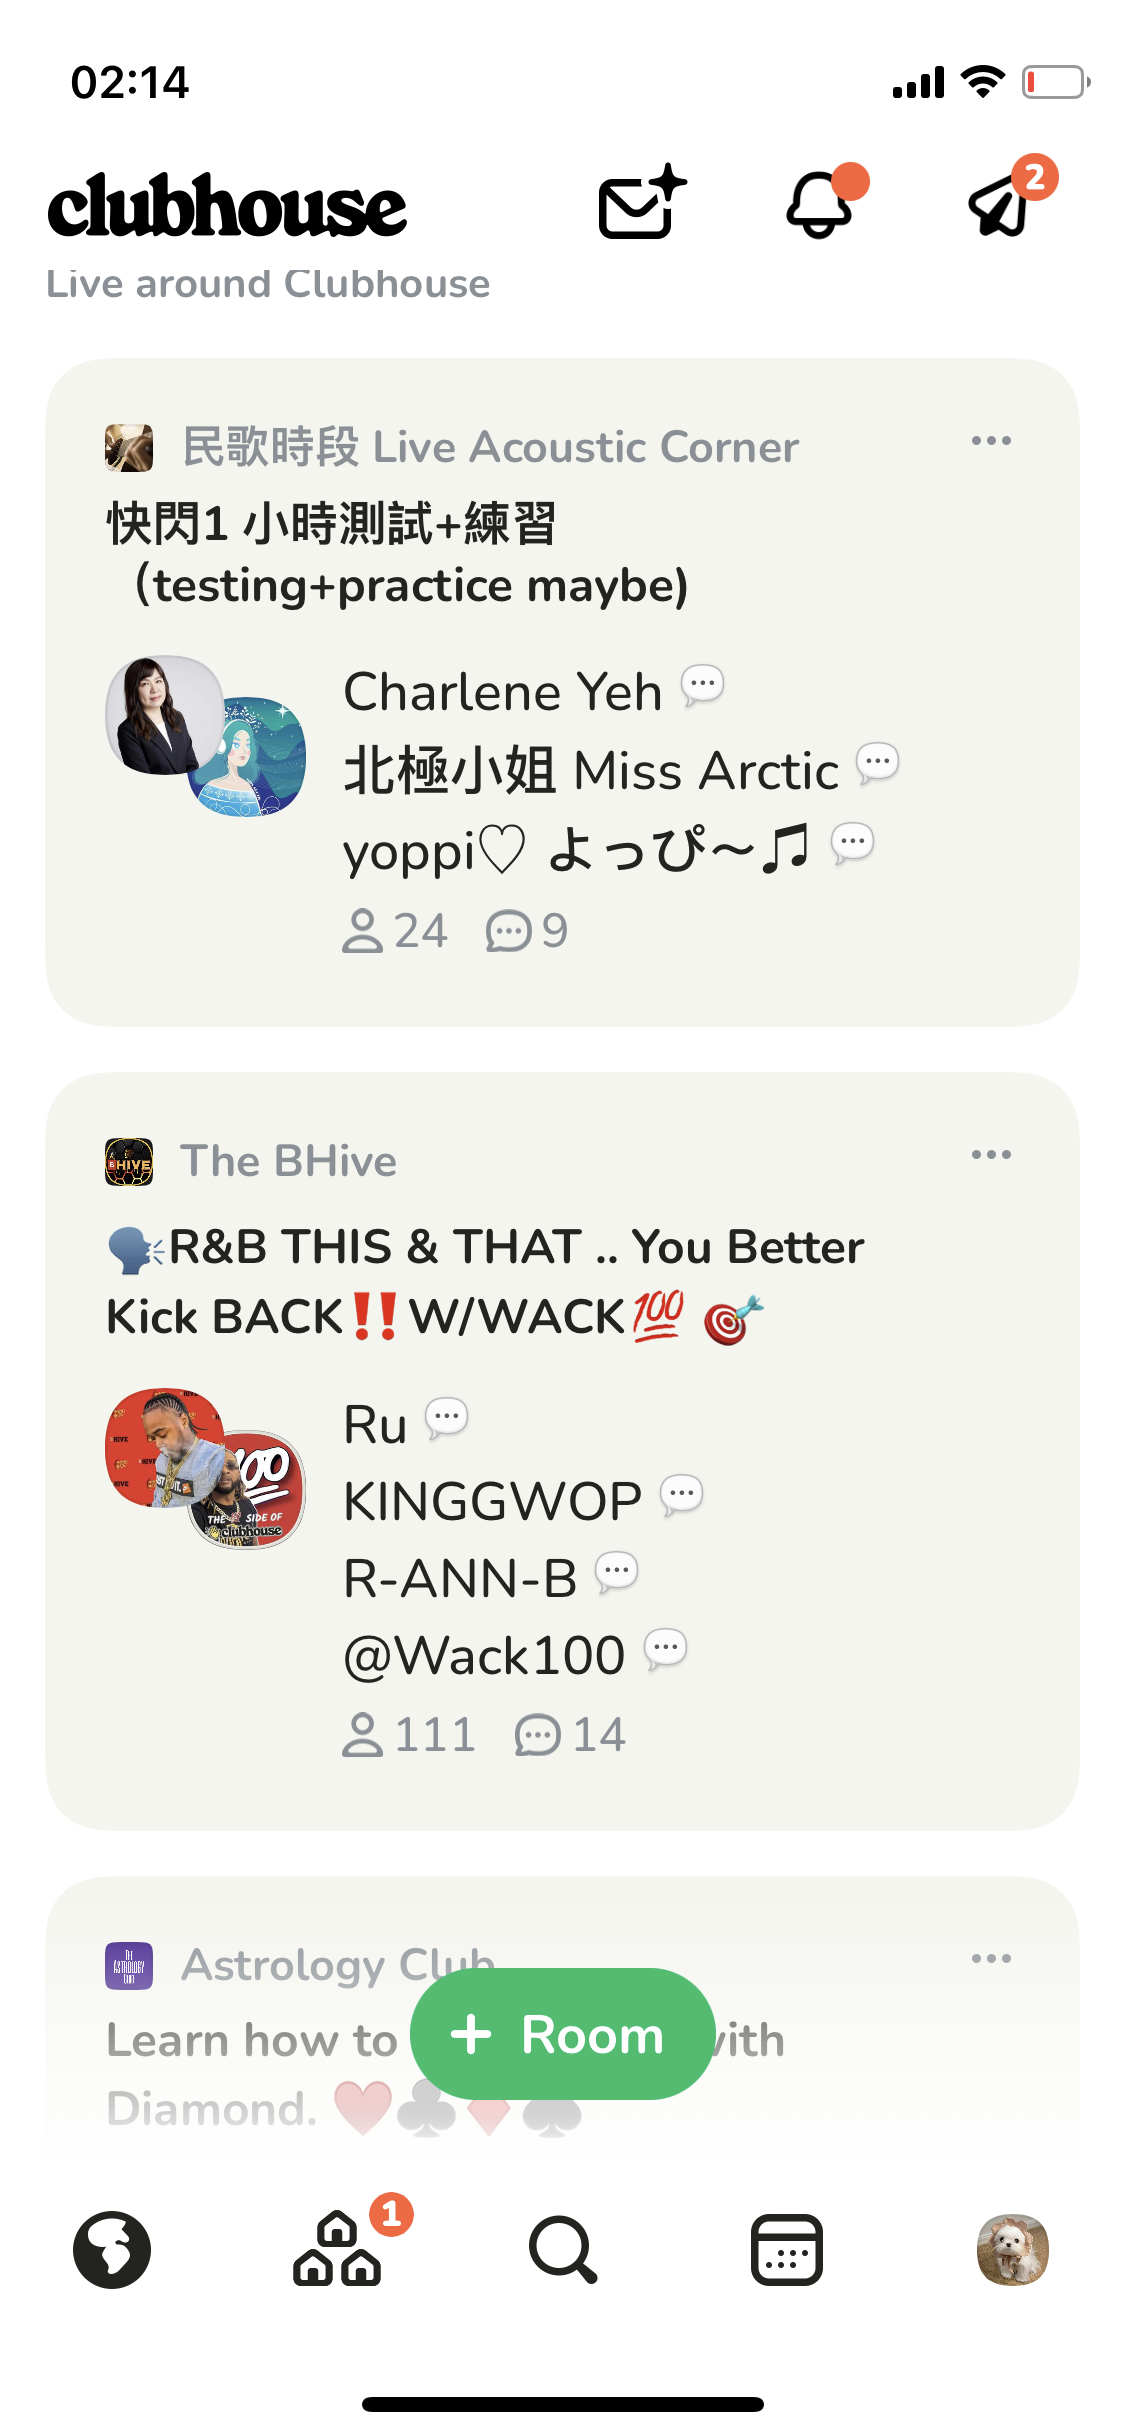 02:14
clubhouse
2
Live around Clubhouse
民歌時段 Live Acoustic Corner
快閃1 小時測試+練習
（testing+practice maybe)
Charlene Yeh 💬
北極小姐 Miss Arctic 💬
yoppi♡ よっぴ〜♫ 💬
24 9
The BHive
🗣️R&B THIS & THAT .. You Better
Kick BACK‼️W/WACK💯 🎯
Ru 💬
KINGGWOP 💬
R-ANN-B 💬
@Wack100 💬
111 14
Astrology Club
Learn how to
Diamond. ♥️♣️♦️♠️
+ Room
1